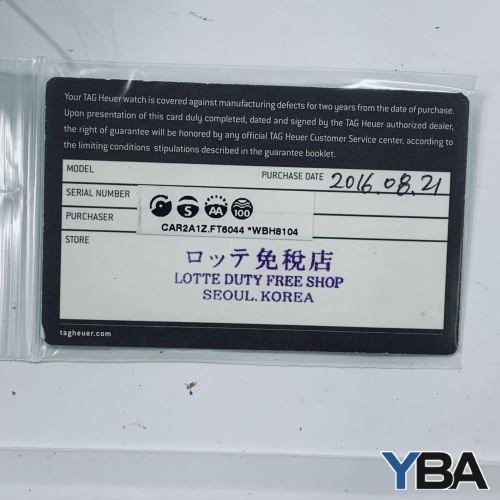 Your TAG Heuer watch is covered against manufacturing defects for two years from the date of purchase.
Upon presentation of this card duly completed, dated and signed by the TAG Heuer authorized dealer,
the right of guarantee will be honored by any official TAG Heuer Customer Service center, according to
the limiting conditions stipulations described in the guarantee booklet.
MODEL
PURCHASE DATE 2016.08.21
SERIAL NUMBER
S AA 100
PURCHASER
CAR2A1Z.FT6044 *WBH8104
STORE
ロッテ免稅店
LOTTE DUTY FREE SHOP
SEOUL.KOREA
tagheuer.com
YBA